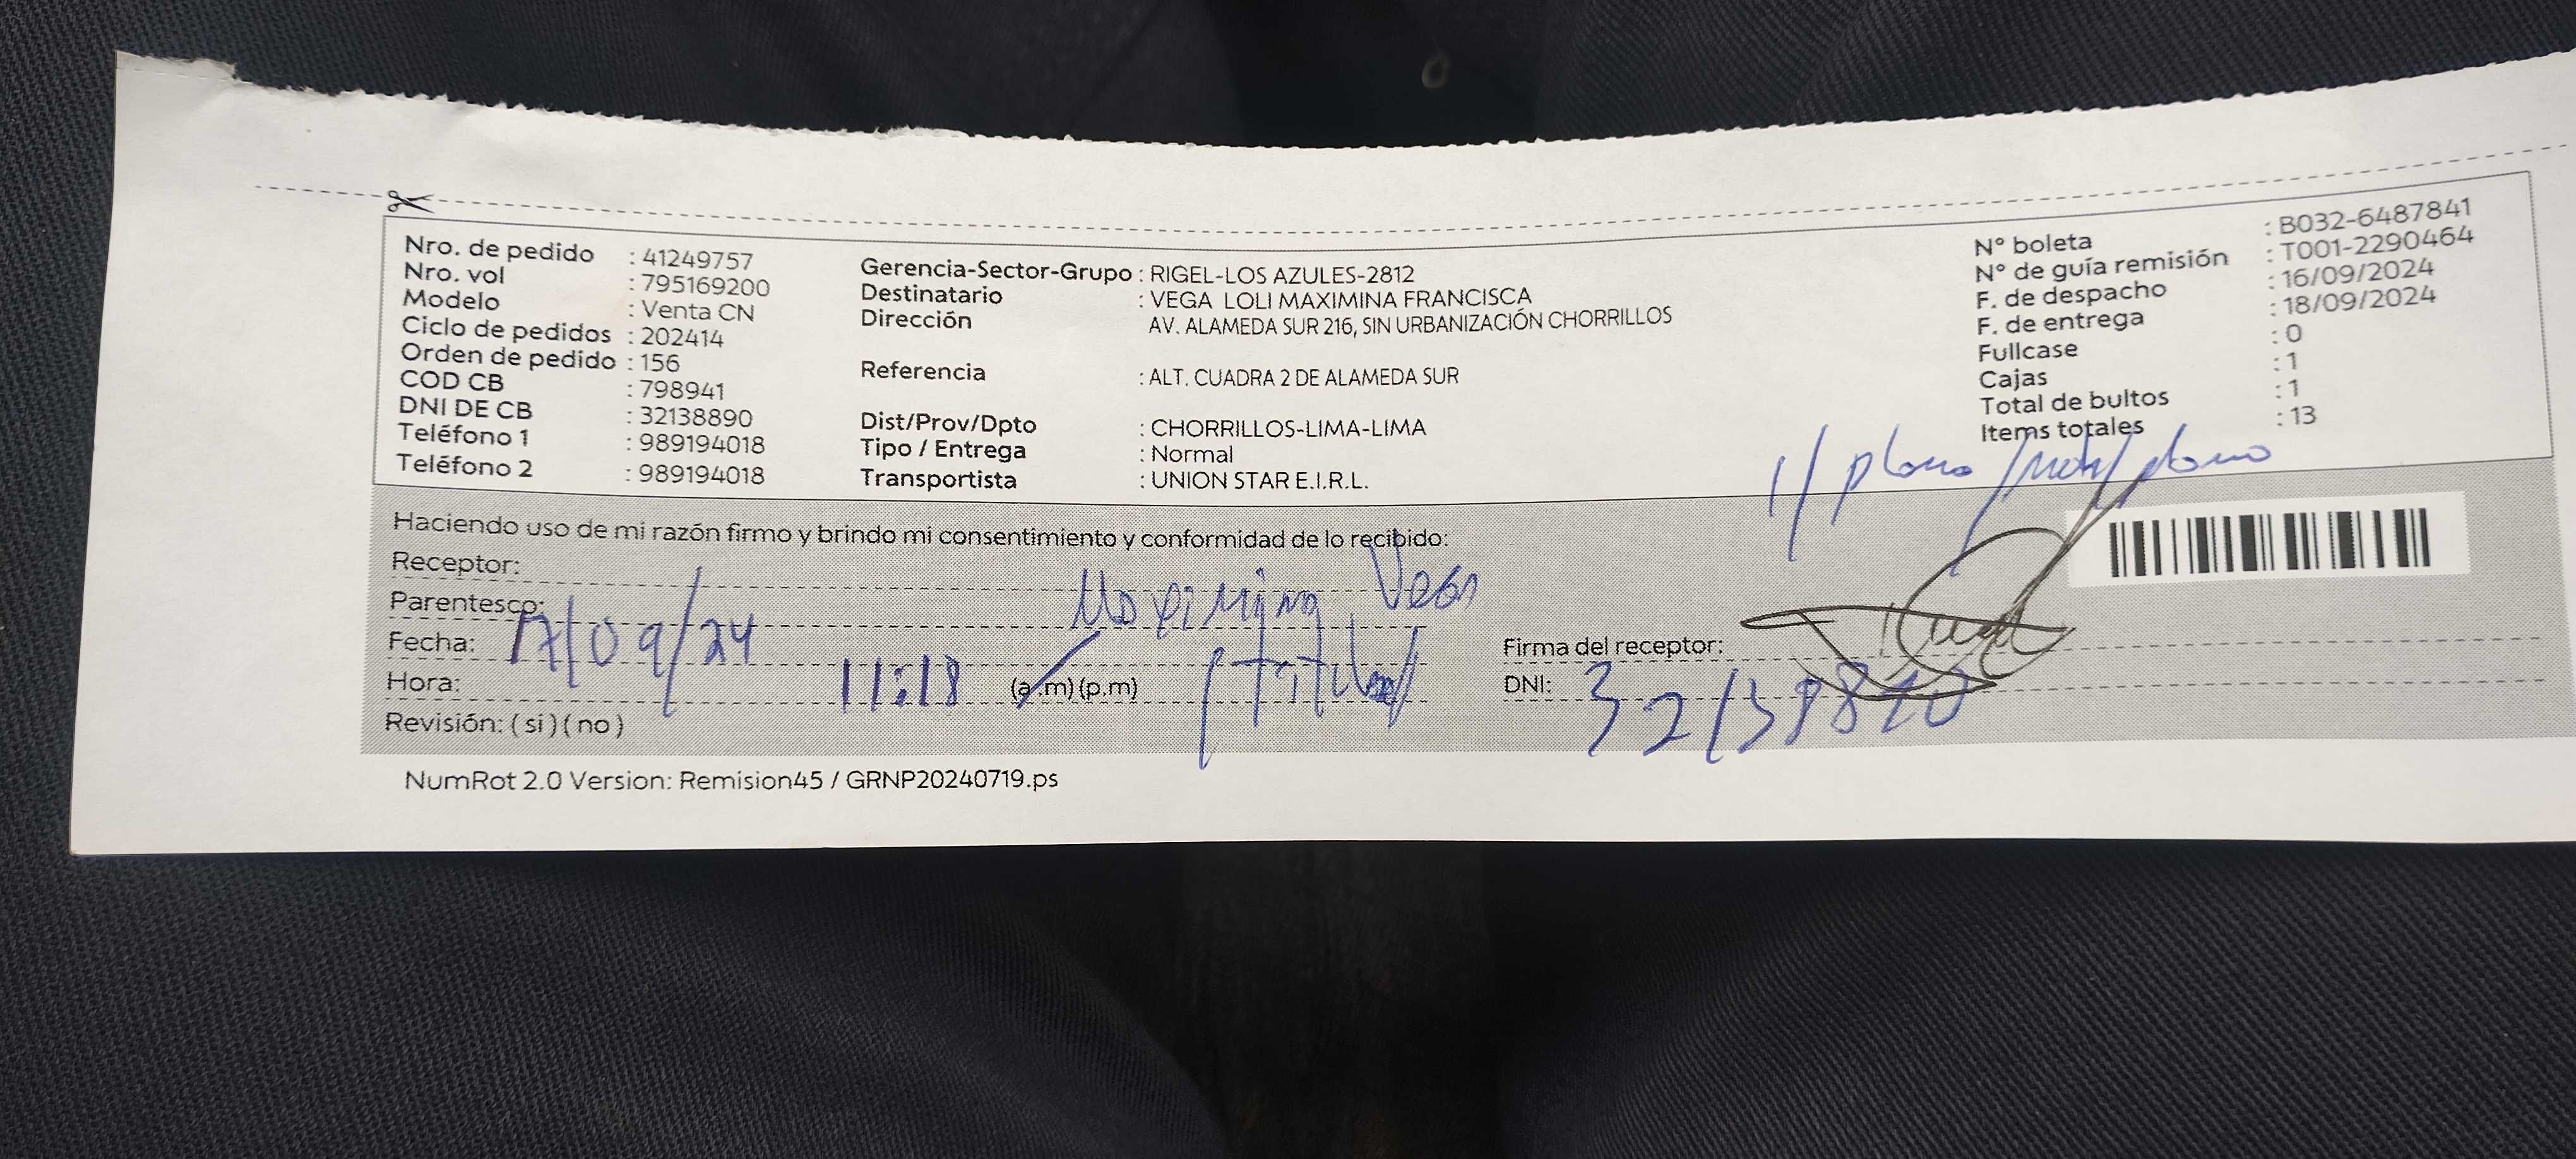 Nro. de pedido : 41249757
Nro. vol : 795169200
Modelo : Venta CN
Ciclo de pedidos : 202414
Orden de pedido : 156
COD CB : 798941
DNI DE CB : 32138890
Teléfono 1 : 989194018
Teléfono 2 : 989194018
Gerencia-Sector-Grupo : RIGEL-LOS AZULES-2812
Destinatario : VEGA LOLI MAXIMINA FRANCISCA
Dirección AV. ALAMEDA SUR 216, SIN URBANIZACIÓN CHORRILLOS
Referencia : ALT. CUADRA 2 DE ALAMEDA SUR
Dist/Prov/Dpto : CHORRILLOS-LIMA-LIMA
Tipo / Entrega : Normal
Transportista : UNION STAR E.I.R.L.
N° boleta : B032-6487841
N° de guía remisión : T001-2290464
F. de despacho : 16/09/2024
F. de entrega : 18/09/2024
Fullcase : 0
Cajas : 1
Total de bultos : 1
Items totales : 13
Haciendo uso de mi razón firmo y brindo mi consentimiento y conformidad de lo recibido:
Receptor: Maximina Vega
Parentesco: titular
Fecha: 17/09/24
Hora: 11:18 (a.m)(p.m)
Revisión: (si)(no)
Firma del receptor:
DNI:
NumRot 2.0 Version: Remision45 / GRNP20240719.ps